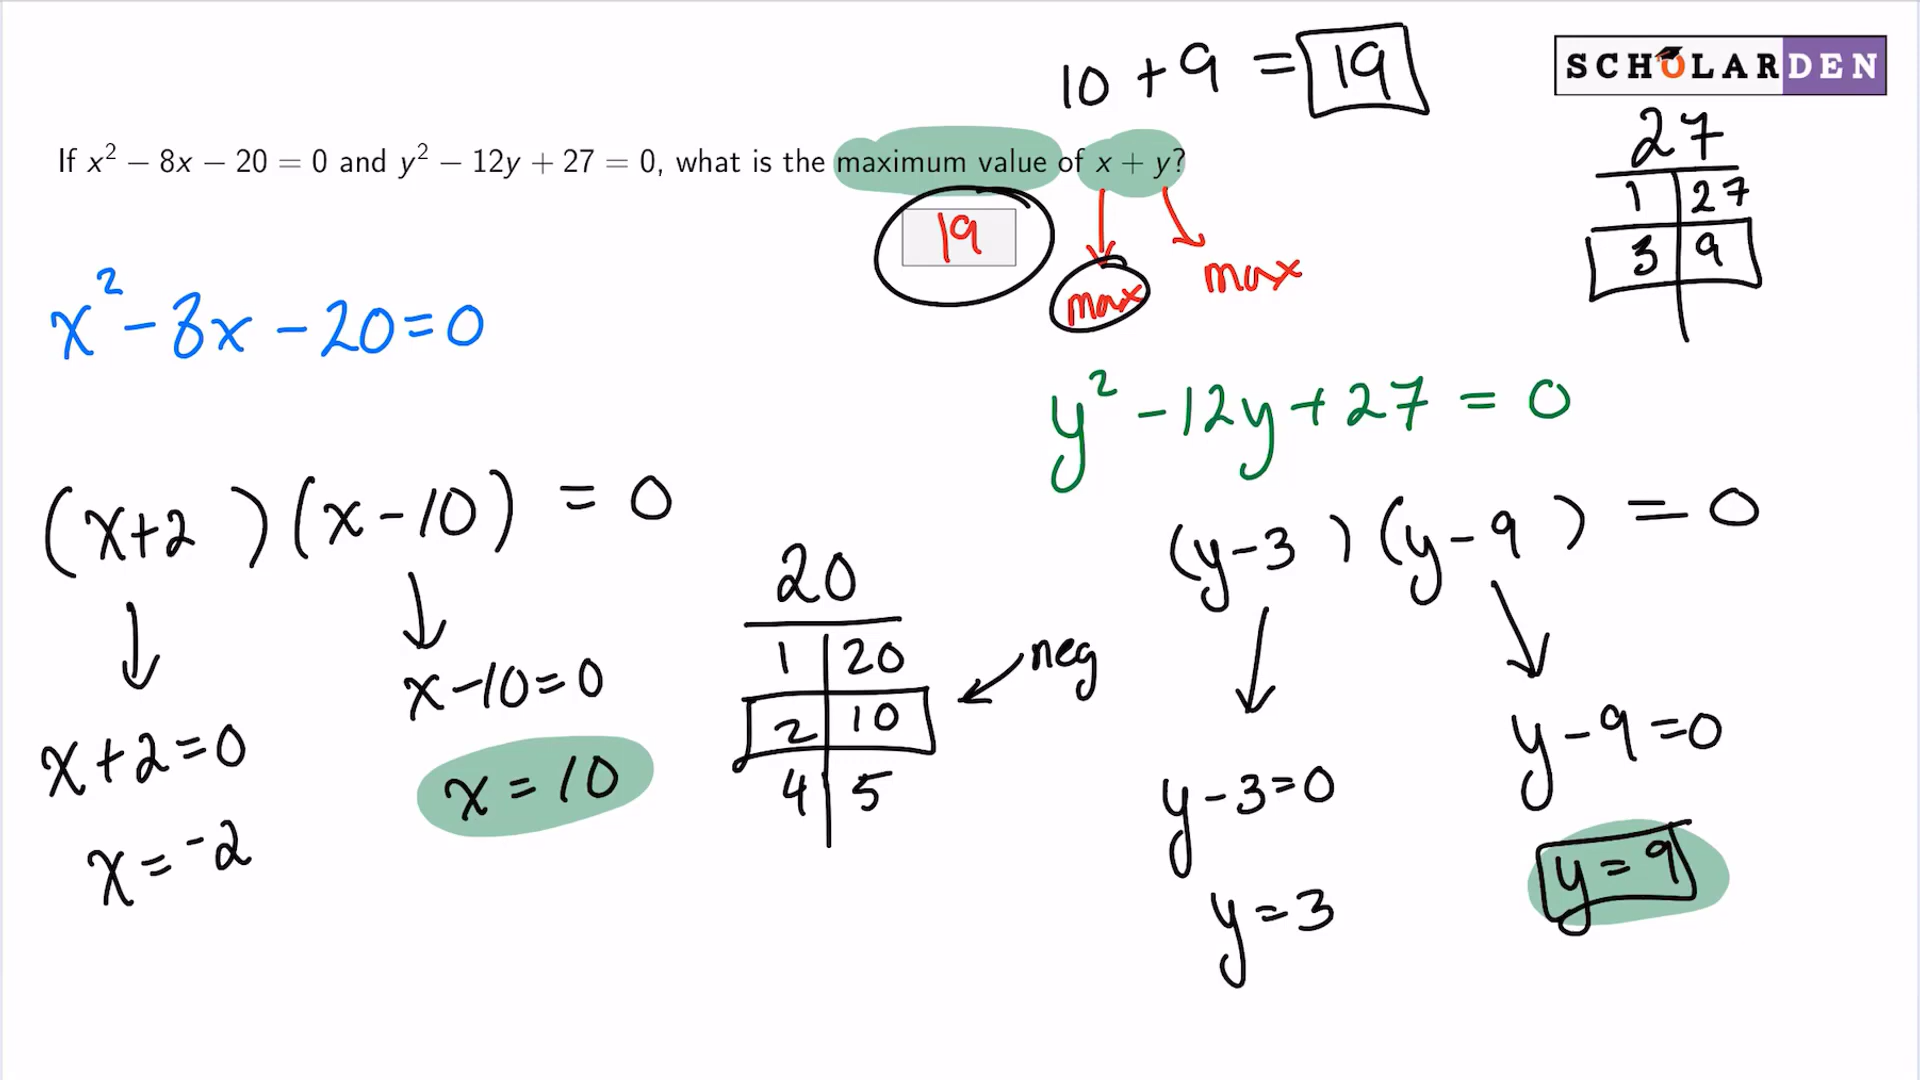 10 + 9 = 19
SCHOLARDEN
If x² − 8x − 20 = 0 and y² − 12y + 27 = 0, what is the maximum value of x + y?
19
max
max
27
1 | 27
3 | 9
x² - 8x - 20 = 0
y² - 12y + 27 = 0
(x+2 )(x-10) = 0
x+2=0
x = -2
x-10=0
x = 10
20
1 | 20
2 | 10
4 | 5
neg
(y-3 )(y-9 ) = 0
y-3=0
y=3
y-9=0
y=9